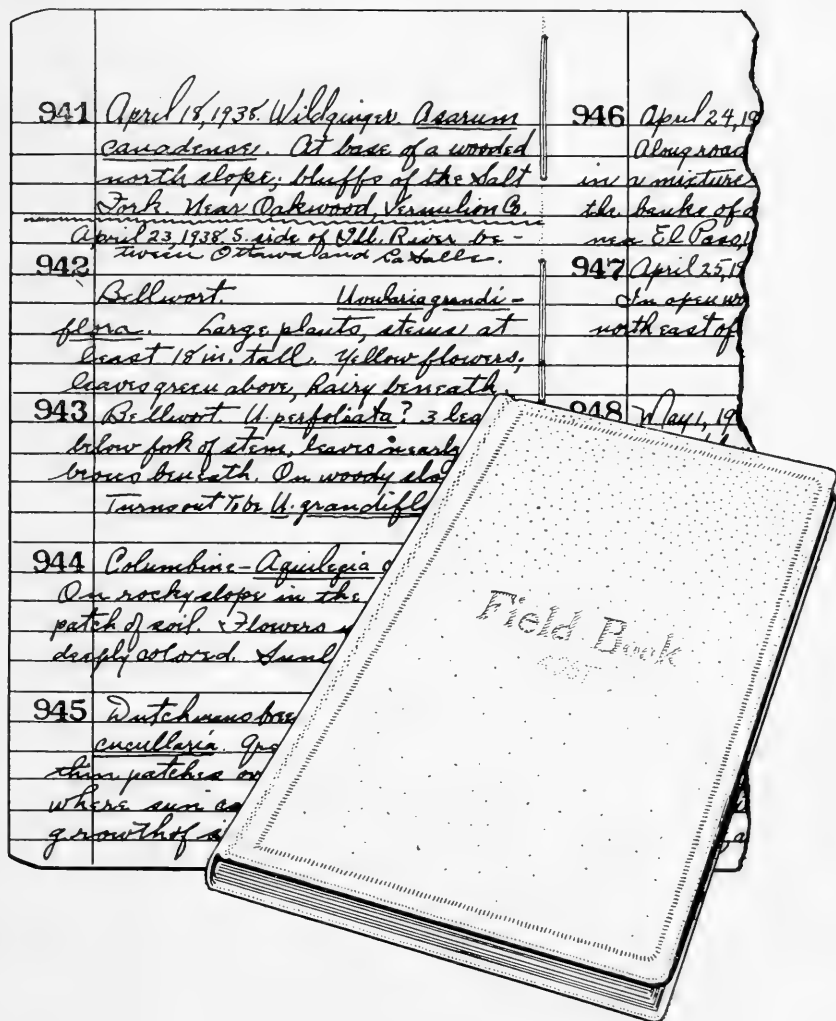 941 April 18, 1938. Wildginger. Asarum
canadense. At base of a wooded
north slope; bluffs of the Salt
Fork. Near Oakwood, Vermilion Co.
April 23, 1938. S. side of Ill. River be-
tween Ottawa and LaSalle.
942
Bellwort. Uvularia grandi-
flora. Large plants, stems at
least 18 in. tall. Yellow flowers;
leaves green above, hairy beneath.
943 Bellwort. U. perfoliata? 3 lea
below fork of stem, leaves nearly
brous beneath. On woody slo
Turns out to be U. grandifl
944 Columbine - Aquilegia c
On rocky slope in the
patch of soil. Flowers
deeply colored. Sunl
945 Dutchmans bree
cucullaria. Gro
thin patches ov
where sun ca
growth of s
946 April 24, 19
Along road
in a mixture
the banks of
near El Paso,
947 April 25, 19
In open wo
northeast of
948 May 1, 19
Field Book